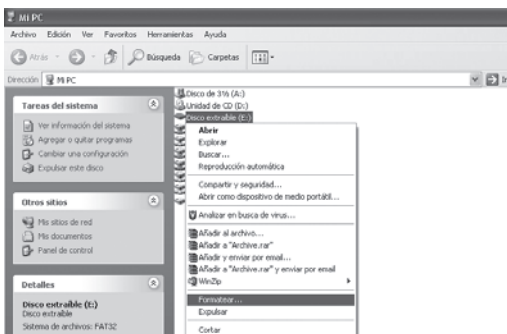 Mi PC
Archivo Edición Ver Favoritos Herramientas Ayuda
Atrás Búsqueda Carpetas
Dirección Mi PC
Tareas del sistema
Ver información del sistema
Agregar o quitar programas
Cambiar una configuración
Expulsar este disco
Otros sitios
Mis sitios de red
Mis documentos
Panel de control
Detalles
Disco extraíble (E:)
Disco extraíble
Sistema de archivos: FAT32
Disco de 3½ (A:)
Unidad de CD (D:)
Disco extraíble (E:)
Abrir
Explorar
Buscar...
Reproducción automática
Compartir y seguridad...
Abrir como dispositivo de medio portátil...
Analizar en busca de virus...
Añadir al archivo...
Añadir a "Archive.rar"
Añadir y enviar por email...
Añadir a "Archive.rar" y enviar por email
WinZip
Formatear...
Expulsar
Cortar